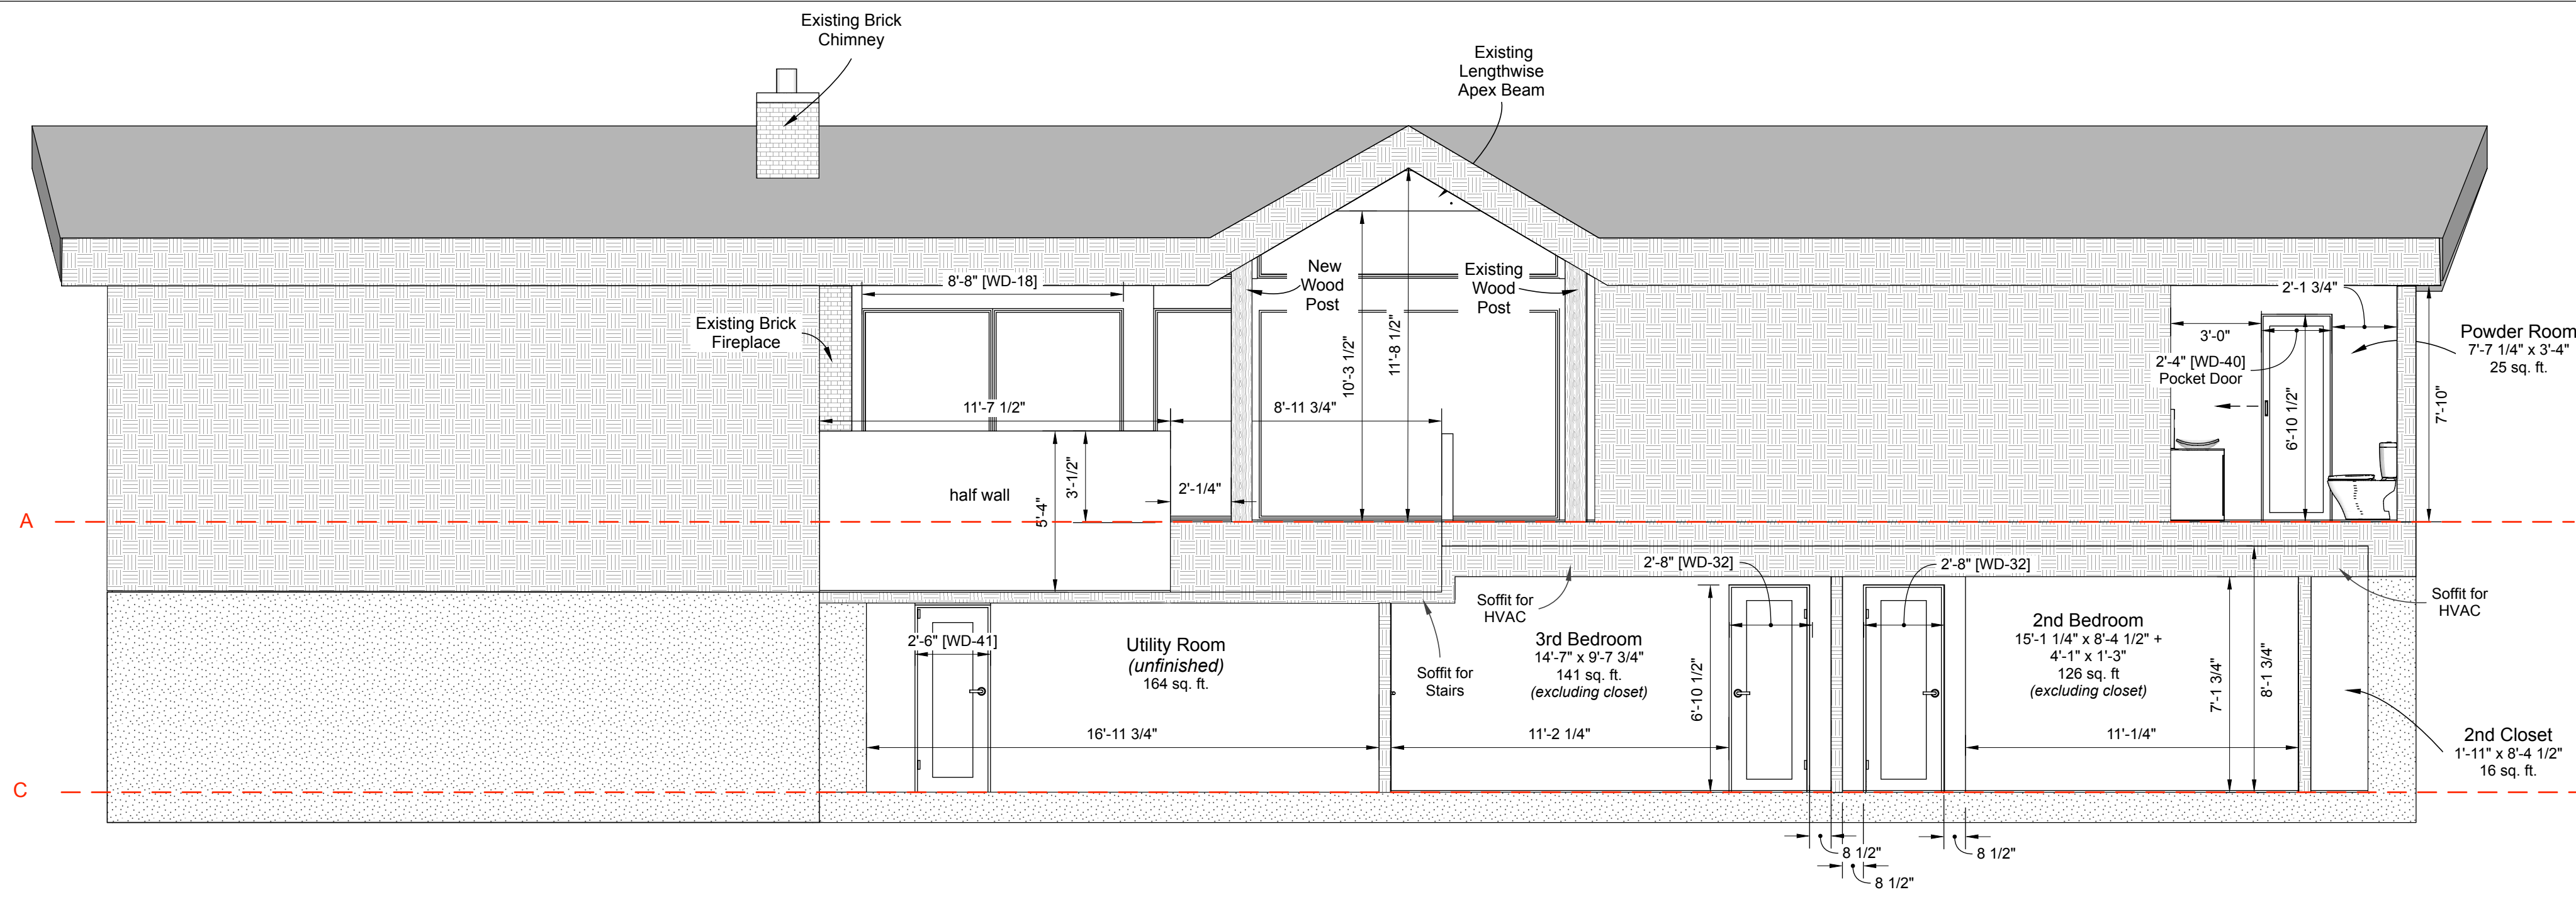 Existing Brick
Chimney
Existing
Lengthwise
Apex Beam
8'-8" [WD-18]
New
Wood
Post
Existing
Wood
Post
2'-1 3/4"
Existing Brick
Fireplace
3'-0"
Powder Room
7'-7 1/4" x 3'-4"
25 sq. ft.
2'-4" [WD-40]
Pocket Door
10'-3 1/2"
11'-8 1/2"
11'-7 1/2"
8'-11 3/4"
6'-10 1/2"
7'-10"
half wall
5'-4"
3'-1/2"
2'-1/4"
A
2'-8" [WD-32]
2'-8" [WD-32]
Soffit for
HVAC
Soffit for
HVAC
2'-6" [WD-41]
Utility Room
(unfinished)
164 sq. ft.
Soffit for
Stairs
3rd Bedroom
14'-7" x 9'-7 3/4"
141 sq. ft.
(excluding closet)
6'-10 1/2"
2nd Bedroom
15'-1 1/4" x 8'-4 1/2" +
4'-1" x 1'-3"
126 sq. ft
(excluding closet)
7'-1 3/4"
8'-1 3/4"
16'-11 3/4"
11'-2 1/4"
11'-1/4"
2nd Closet
1'-11" x 8'-4 1/2"
16 sq. ft.
C
8 1/2"
8 1/2"
8 1/2"